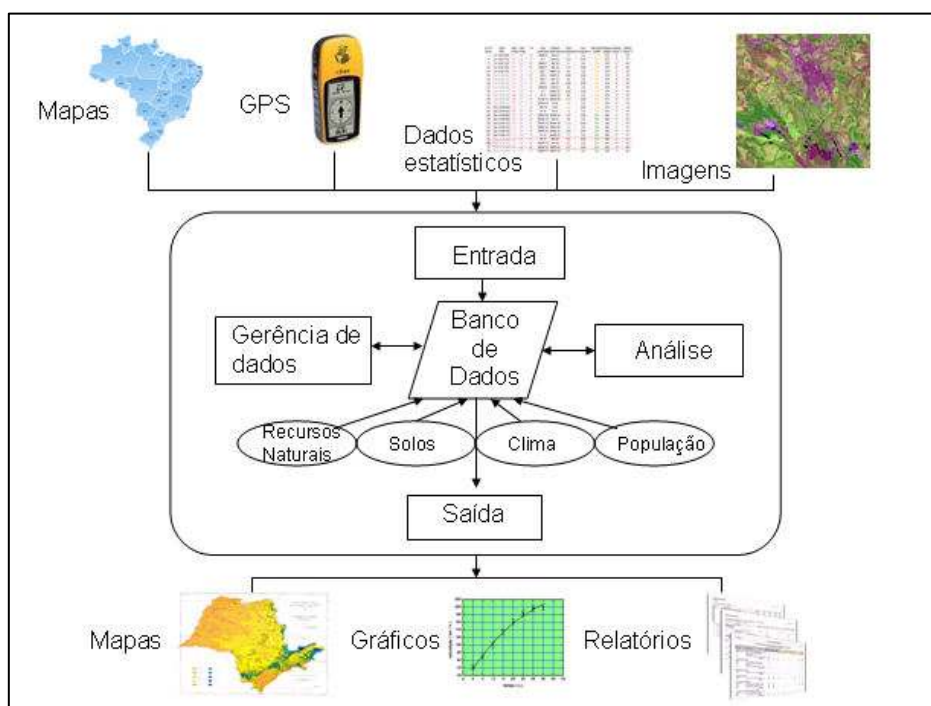 Mapas
GPS
Dados
estatísticos
Imagens
Entrada
Gerência de
dados
Banco
de
Dados
Análise
Recursos
Naturais
Solos
Clima
População
Saída
Mapas
Gráficos
Relatórios